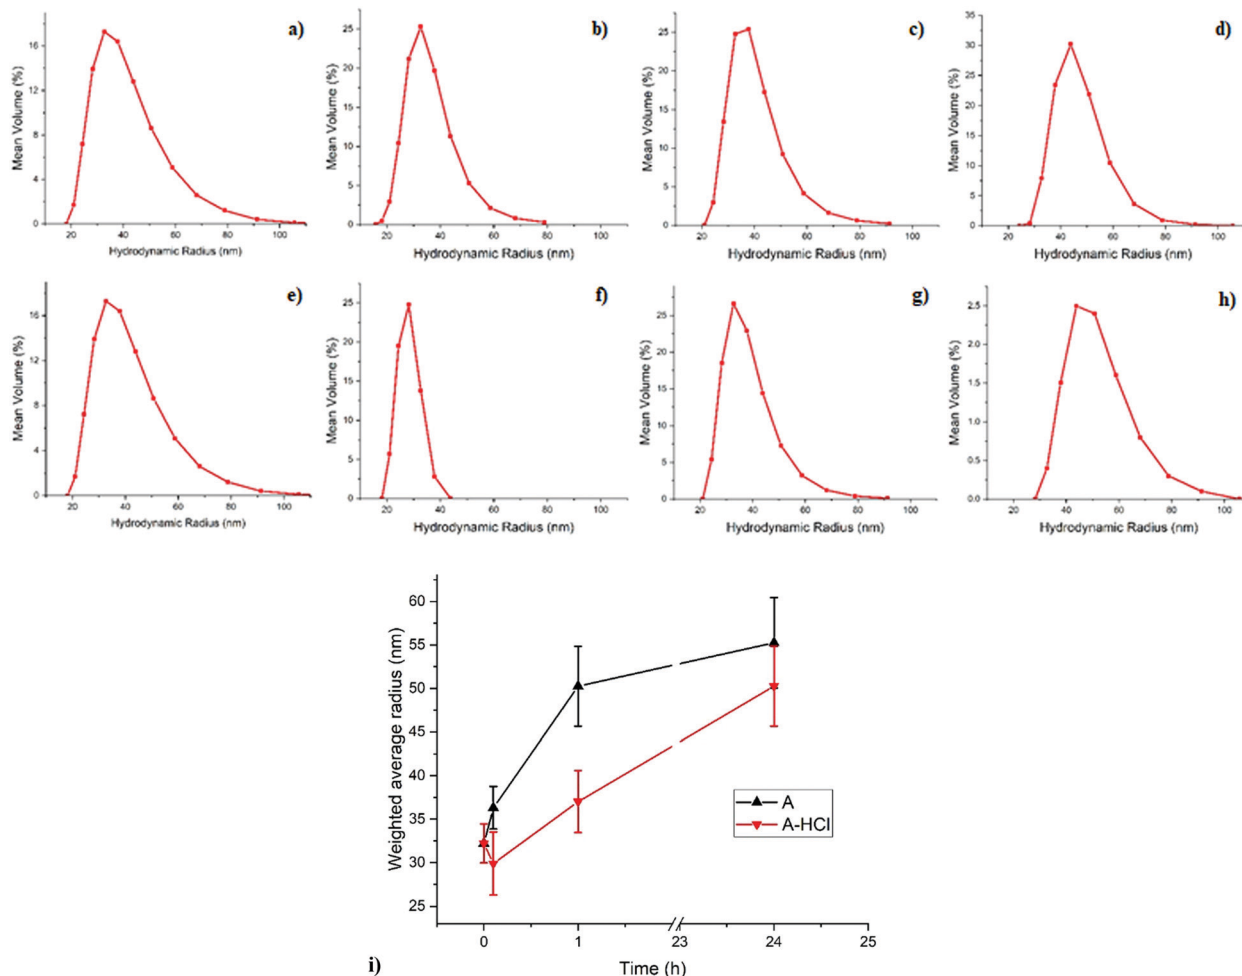 a)
Mean Volume (%)
16
12
8
4
0
20 40 60 80 100
Hydrodynamic Radius (nm)
b)
Mean Volume (%)
25
20
15
10
5
0
20 40 60 80 100
Hydrodynamic Radius (nm)
c)
Mean Volume (%)
25
20
15
10
5
0
20 40 60 80 100
Hydrodynamic Radius (nm)
d)
Mean Volume (%)
35
30
25
20
15
10
5
0
20 40 60 80 100
Hydrodynamic Radius (nm)
e)
Mean Volume (%)
16
12
8
4
0
20 40 60 80 100
Hydrodynamic Radius (nm)
f)
Mean Volume (%)
25
20
15
10
5
0
20 40 60 80 100
Hydrodynamic Radius (nm)
g)
Mean Volume (%)
25
20
15
10
5
0
20 40 60 80 100
Hydrodynamic Radius (nm)
h)
Mean Volume (%)
2.5
2.0
1.5
1.0
0.5
0.0
20 40 60 80 100
Hydrodynamic Radius (nm)
Weighted average radius (nm)
60
55
50
45
40
35
30
25
A
A-HCl
0 1 23 24 25
Time (h)
i)